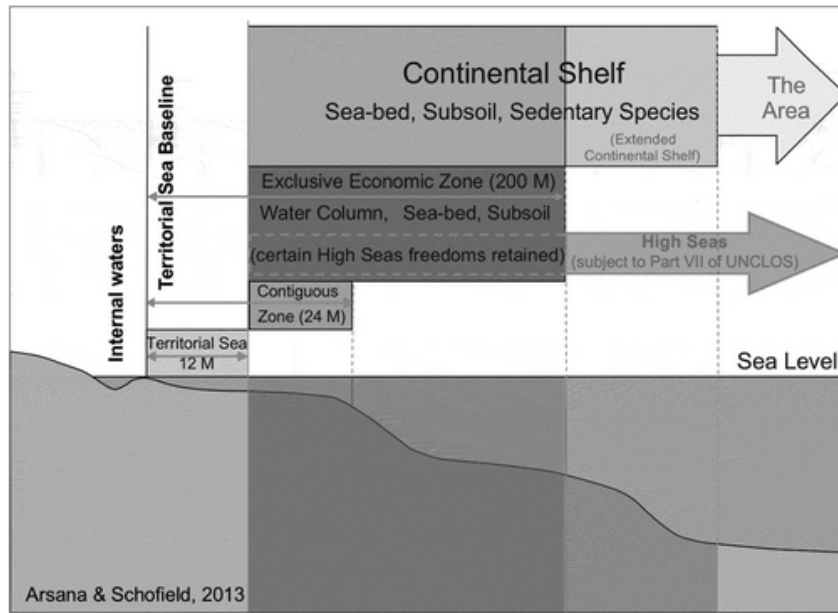 Continental Shelf
Sea-bed, Subsoil, Sedentary Species
(Extended
Continental Shelf)
The
Area
Exclusive Economic Zone (200 M)
Water Column, Sea-bed, Subsoil
(certain High Seas freedoms retained)
High Seas
(subject to Part VII of UNCLOS)
Contiguous
Zone (24 M)
Territorial Sea
12 M
Internal waters
Territorial Sea Baseline
Sea Level
Arsana & Schofield, 2013